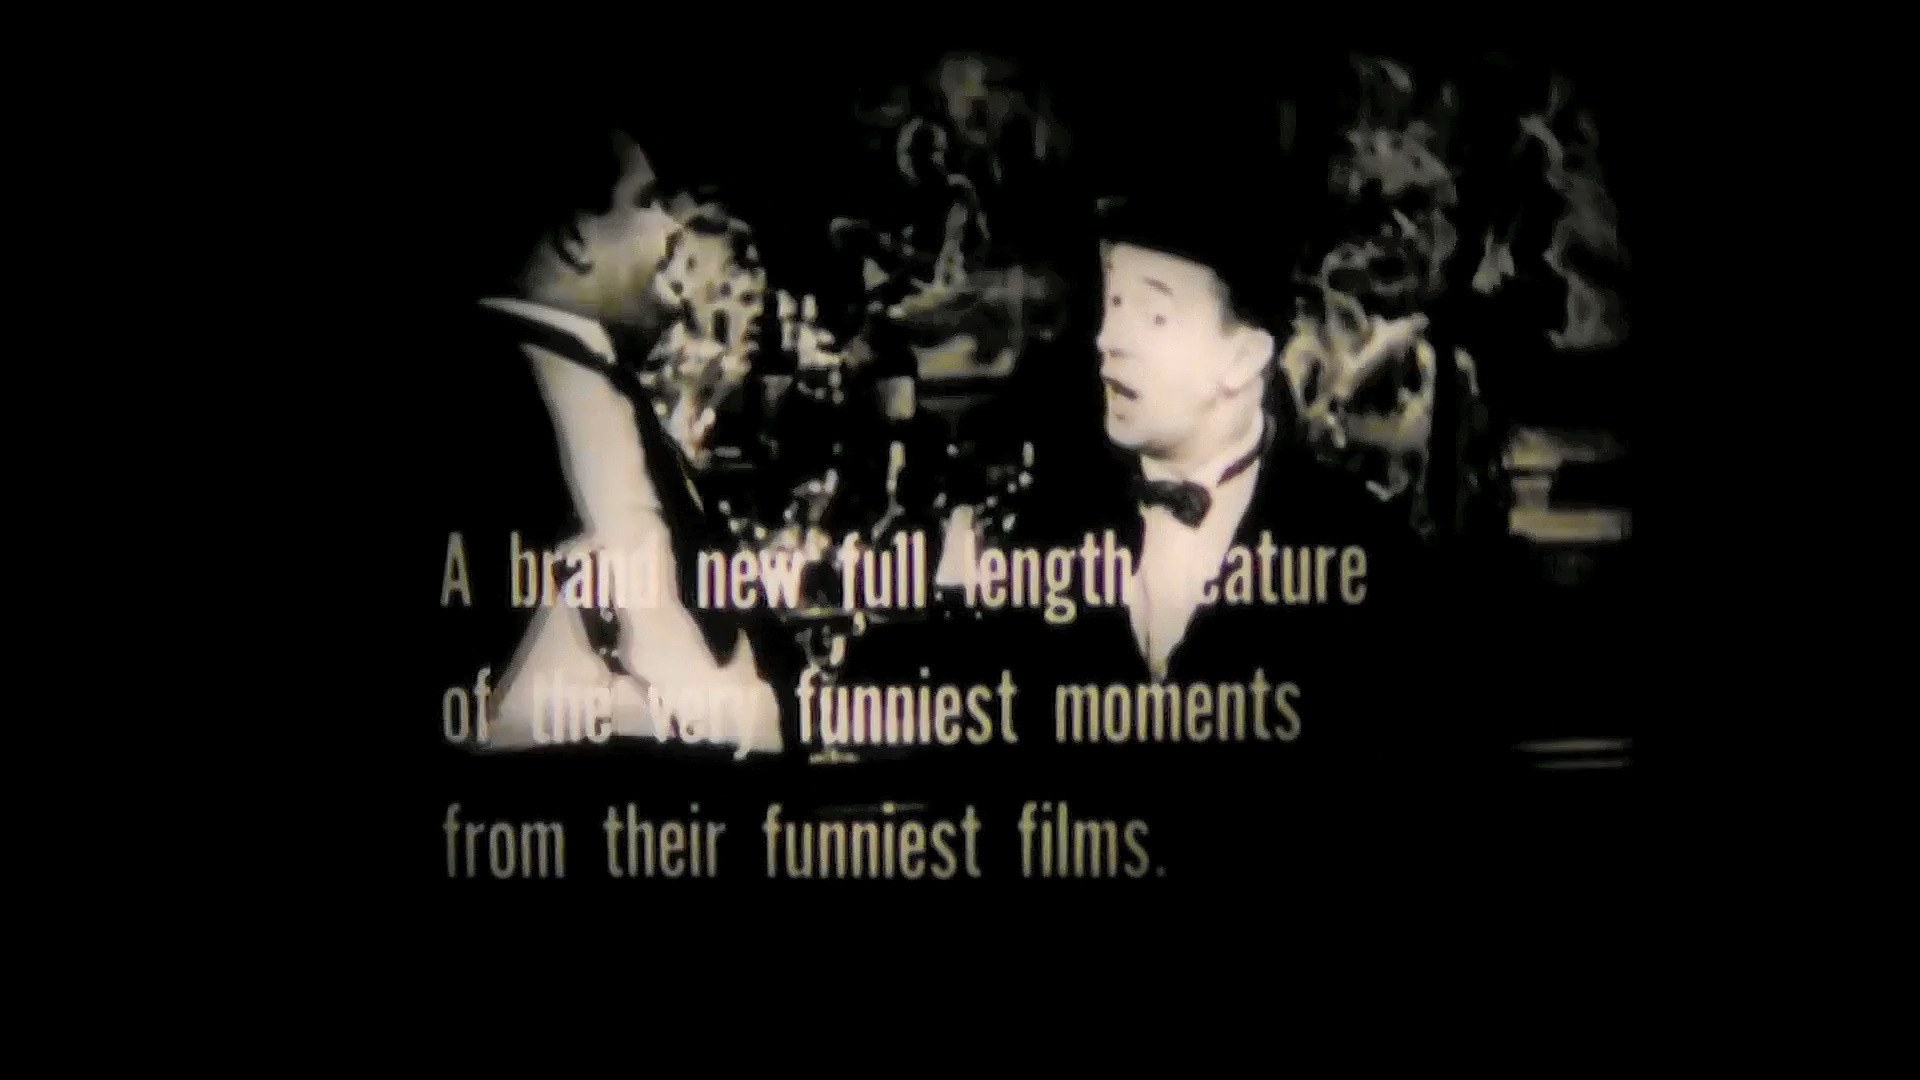 A brand new full length feature
of the very funniest moments
from their funniest films.